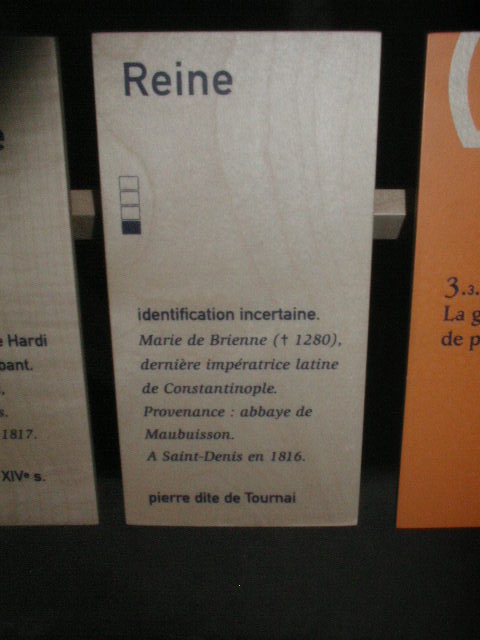 Reine
identification incertaine.
Marie de Brienne († 1280),
dernière impératrice latine
de Constantinople.
Provenance : abbaye de
Maubuisson.
A Saint-Denis en 1816.
pierre dite de Tournai
Hardi
1817.
XIVe s.
3.3.
La
de